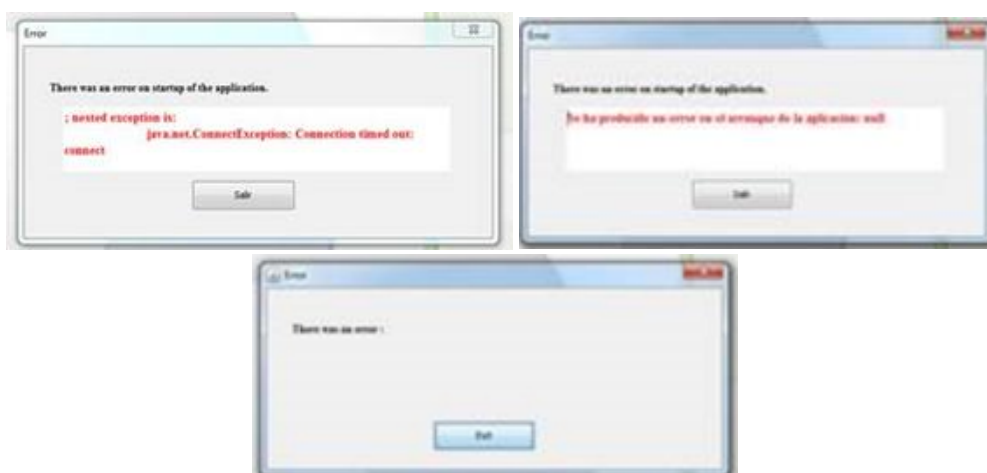 Error
There was an error on startup of the application.
; nested exception is:
java.net.ConnectException: Connection timed out:
connect
Salir
Error
There was an error on startup of the application.
Se ha producido un error en el arranque de la aplicacion: null
Salir
Error
There was an error :
Exit